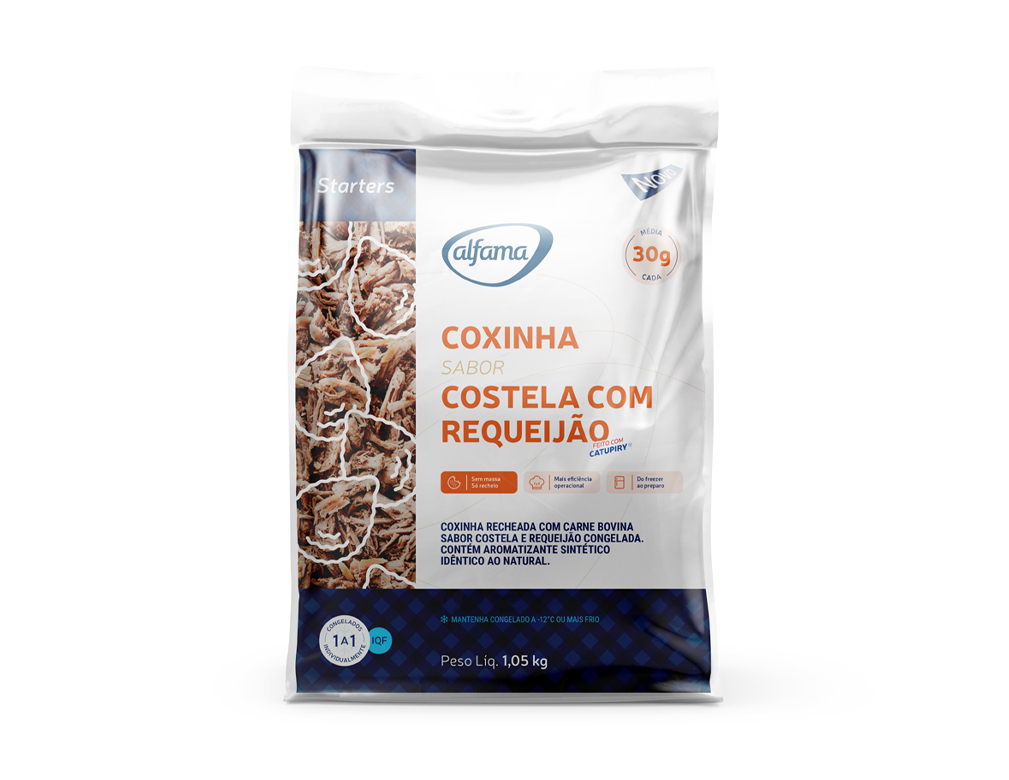 Starters
NOVO
alfama
MÉDIA
30g
CADA
COXINHA
SABOR
COSTELA COM
REQUEIJÃO
FEITO COM
CATUPIRY®
Sem massa
Só recheio
Mais eficiência
operacional
Do freezer
ao preparo
COXINHA RECHEADA COM CARNE BOVINA
SABOR COSTELA E REQUEIJÃO CONGELADA.
CONTÉM AROMATIZANTE SINTÉTICO
IDÊNTICO AO NATURAL.
MANTENHA CONGELADO A -12°C OU MAIS FRIO
CONGELADOS
1A1
INDIVIDUALMENTE
IQF
Peso Líq. 1,05 kg